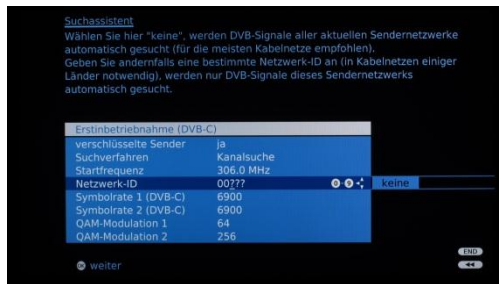 Suchassistent
Wählen Sie hier "keine", werden DVB-Signale aller aktuellen Sendernetzwerke
automatisch gesucht (für die meisten Kabelnetze empfohlen).
Geben Sie andernfalls eine bestimmte Netzwerk-ID an (in Kabelnetzen einiger
Länder notwendig), werden nur DVB-Signale dieses Sendernetzwerks
automatisch gesucht.
Erstinbetriebnahme (DVB-C)
verschlüsselte Sender ja
Suchverfahren Kanalsuche
Startfrequenz 306.0 MHz
Netzwerk-ID 00??? 0-9 keine
Symbolrate 1 (DVB-C) 6900
Symbolrate 2 (DVB-C) 6900
QAM-Modulation 1 64
QAM-Modulation 2 256
END
OK weiter